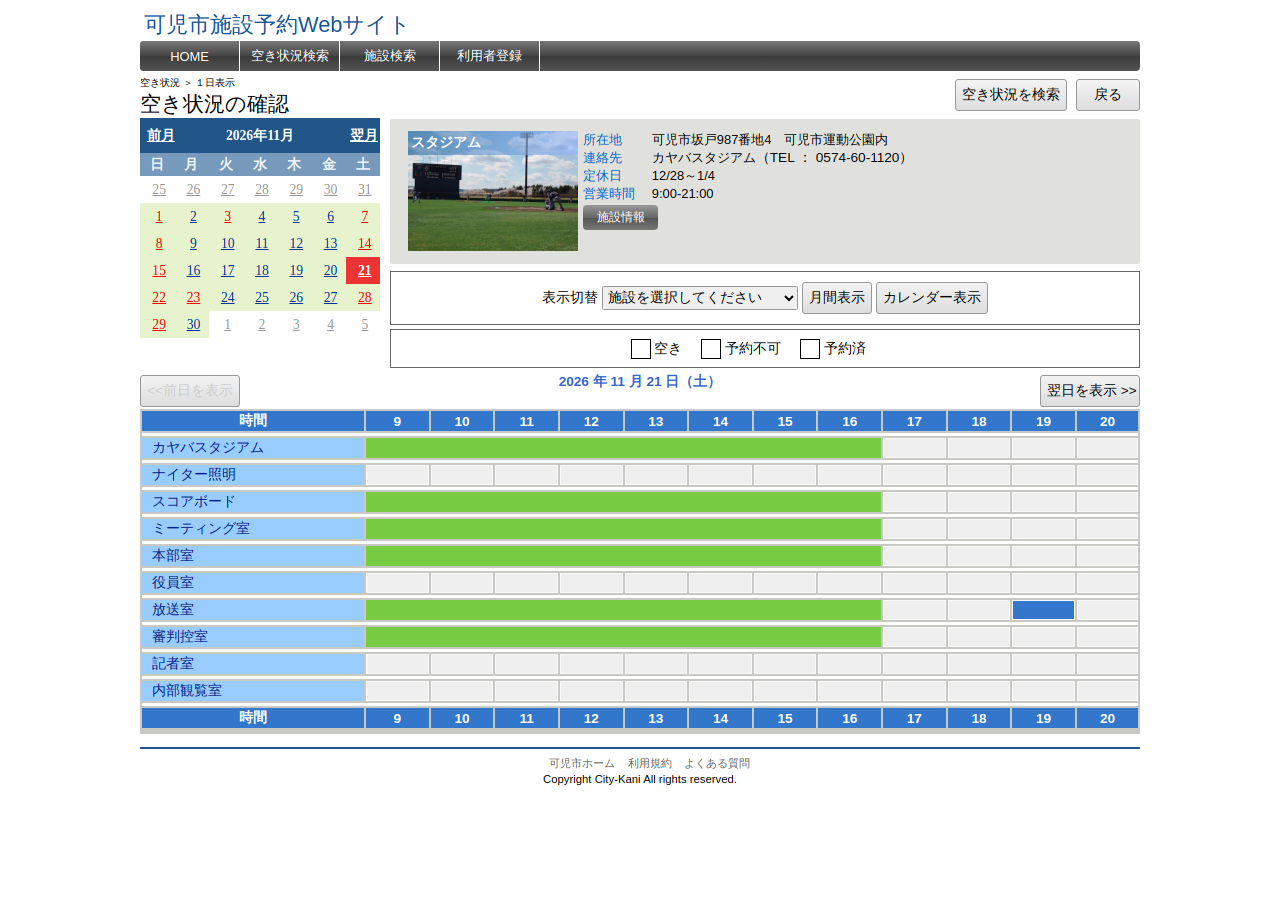 可児市施設予約Webサイト
HOME 空き状況検索 施設検索 利用者登録
空き状況 ＞ １日表示
空き状況の確認
空き状況を検索 戻る
前月 2026年11月 翌月
日 月 火 水 木 金 土
25 26 27 28 29 30 31
1 2 3 4 5 6 7
8 9 10 11 12 13 14
15 16 17 18 19 20 21
22 23 24 25 26 27 28
29 30 1 2 3 4 5
スタジアム
所在地 可児市坂戸987番地4　可児市運動公園内
連絡先 カヤバスタジアム（TEL ： 0574-60-1120）
定休日 12/28～1/4
営業時間 9:00-21:00
施設情報
表示切替 施設を選択してください 月間表示 カレンダー表示
空き 予約不可 予約済
<<前日を表示 2026 年 11 月 21 日（土） 翌日を表示 >>
時間 9 10 11 12 13 14 15 16 17 18 19 20
カヤバスタジアム
ナイター照明
スコアボード
ミーティング室
本部室
役員室
放送室
審判控室
記者室
内部観覧室
時間 9 10 11 12 13 14 15 16 17 18 19 20
可児市ホーム 利用規約 よくある質問
Copyright City-Kani All rights reserved.